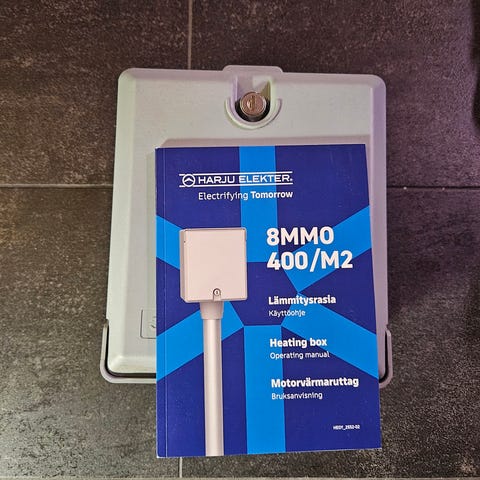 HARJU ELEKTER®
Electrifying Tomorrow
8MMO
400/M2
Lämmitysrasia
Käyttöohje
Heating box
Operating manual
Motorvärmaruttag
Bruksanvisning